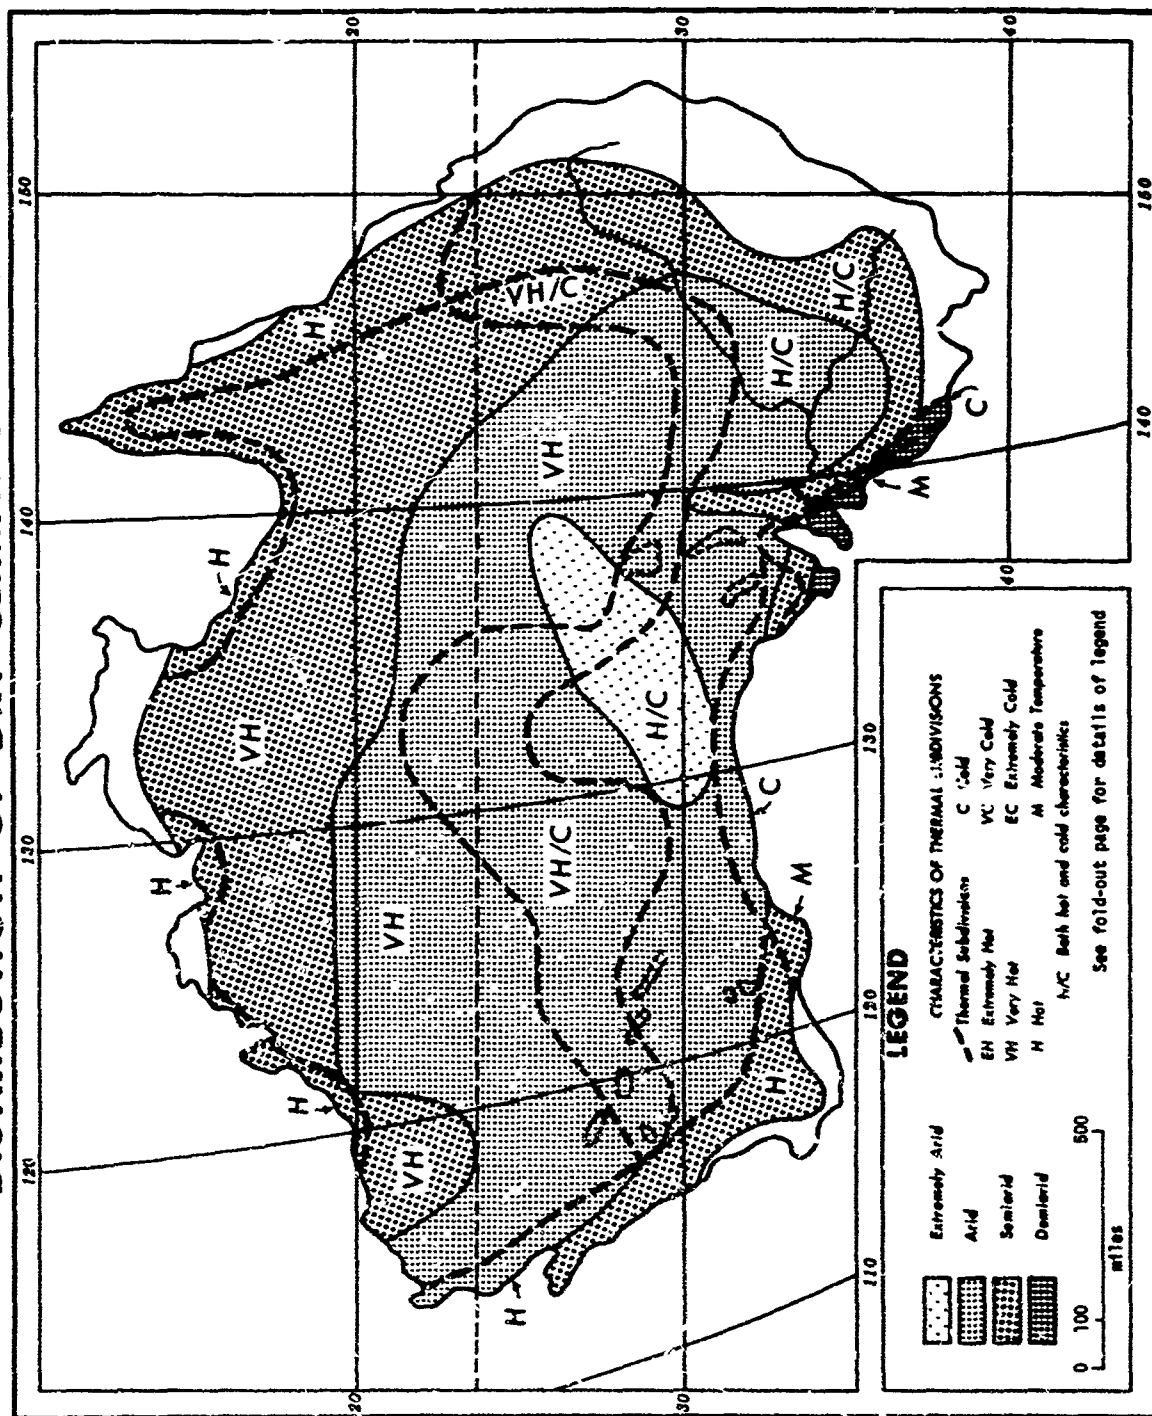 20
30
40
150
140
130
120
110
20
30
40
150
140
130
120
40
H
VH/C
H/C
H/C
VH
H
VH
H/C
C
M
H
VH/C
VH
C
M
H
H
VH
H
LEGEND
CHARACTERISTICS OF THERMAL SUBDIVISIONS
Thermal Subdivisions
EH Extremely Hot
VH Very Hot
H Hot
C Cold
VC Very Cold
EC Extremely Cold
M Moderate Temperature
H/C Both hot and cold characteristics
See fold-out page for details of legend
Extremely Arid
Arid
Semiarid
0 100 500
miles